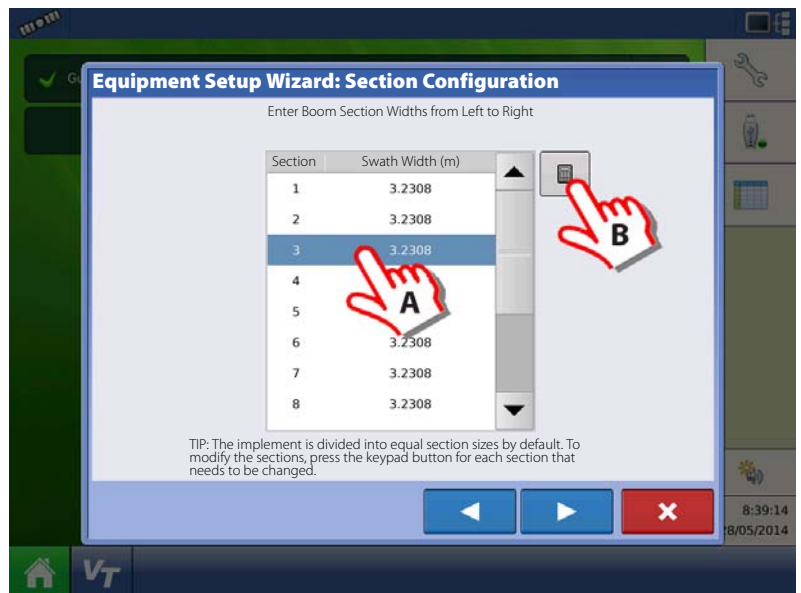 Gu
Equipment Setup Wizard: Section Configuration
Enter Boom Section Widths from Left to Right
Section Swath Width (m)
1 3.2308
2 3.2308
3 3.2308
4
5
6 3.2308
7 3.2308
8 3.2308
A
B
TIP: The implement is divided into equal section sizes by default. To
modify the sections, press the keypad button for each section that
needs to be changed.
8:39:14
8/05/2014
VT